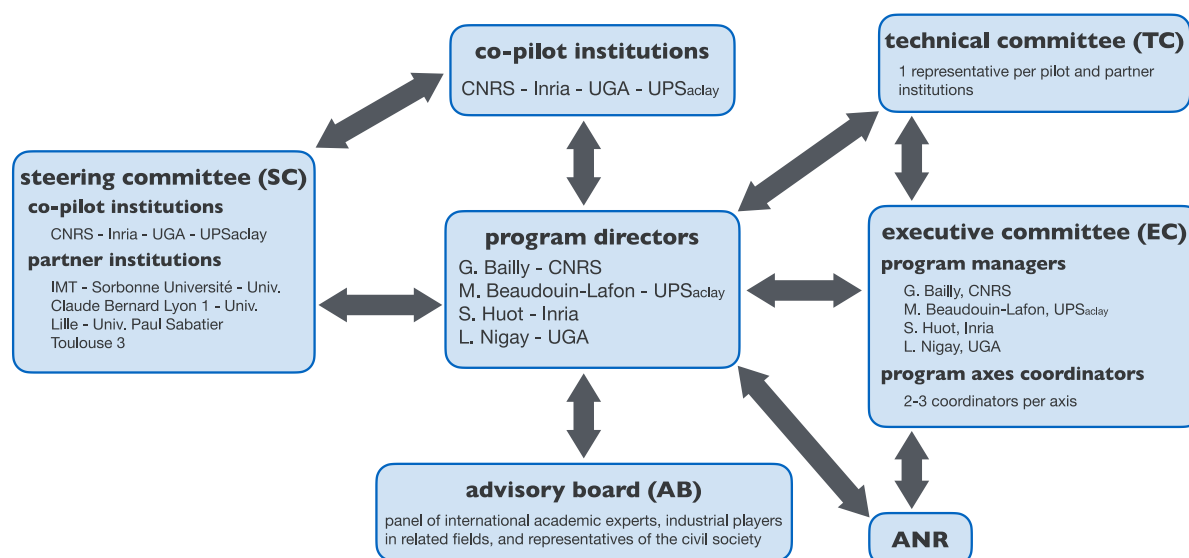 co-pilot institutions
CNRS - Inria - UGA - UPSaclay
technical committee (TC)
1 representative per pilot and partner
institutions
steering committee (SC)
co-pilot institutions
CNRS - Inria - UGA - UPSaclay
partner institutions
IMT - Sorbonne Université - Univ.
Claude Bernard Lyon 1 - Univ.
Lille - Univ. Paul Sabatier
Toulouse 3
program directors
G. Bailly - CNRS
M. Beaudouin-Lafon - UPSaclay
S. Huot - Inria
L. Nigay - UGA
executive committee (EC)
program managers
G. Bailly, CNRS
M. Beaudouin-Lafon, UPSaclay
S. Huot, Inria
L. Nigay, UGA
program axes coordinators
2-3 coordinators per axis
advisory board (AB)
panel of international academic experts, industrial players
in related fields, and representatives of the civil society
ANR